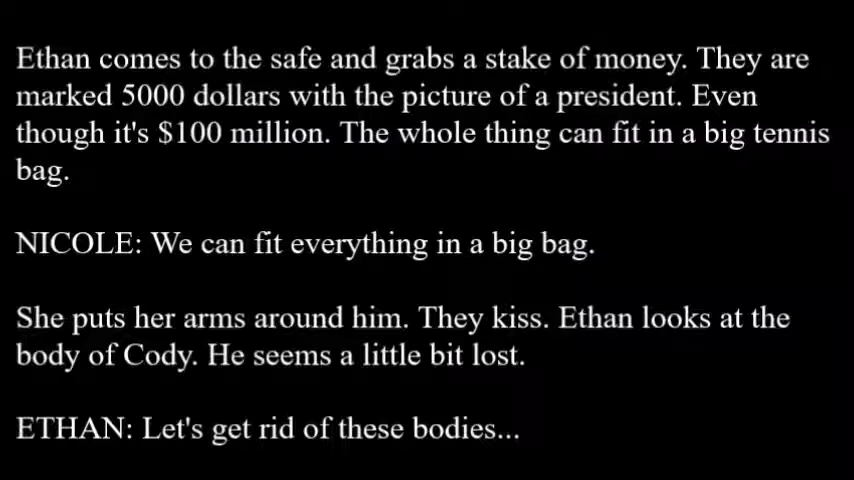 Ethan comes to the safe and grabs a stake of money. They are
marked 5000 dollars with the picture of a president. Even
though it's $100 million. The whole thing can fit in a big tennis
bag.
NICOLE: We can fit everything in a big bag.
She puts her arms around him. They kiss. Ethan looks at the
body of Cody. He seems a little bit lost.
ETHAN: Let's get rid of these bodies...